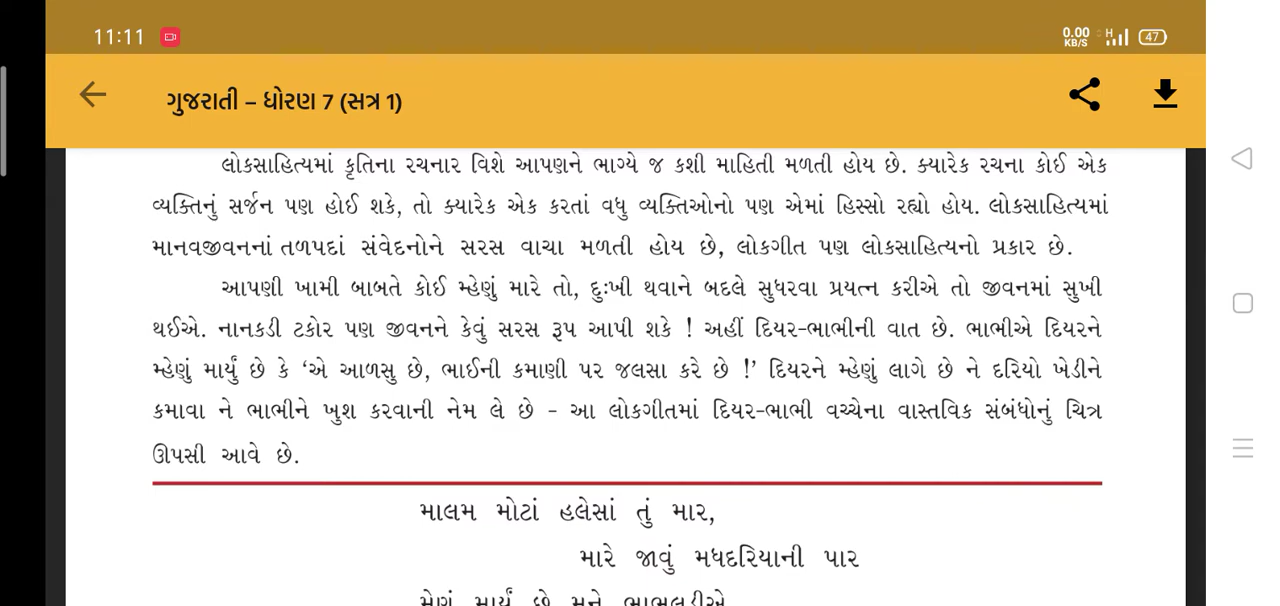 11:11
0.00 KB/S H 47
ગુજરાતી – ધોરણ 7 (સત્ર 1)
લોકસાહિત્યમાં કૃતિના રચનાર વિશે આપણને ભાગ્યે જ કશી માહિતી મળતી હોય છે. ક્યારેક રચના કોઈ એક
વ્યક્તિનું સર્જન પણ હોઈ શકે, તો ક્યારેક એક કરતાં વધુ વ્યક્તિઓનો પણ એમાં હિસ્સો રહ્યો હોય. લોકસાહિત્યમાં
માનવજીવનનાં તળપદાં સંવેદનોને સરસ વાચા મળતી હોય છે, લોકગીત પણ લોકસાહિત્યનો પ્રકાર છે.
આપણી ખામી બાબતે કોઈ મ્હેણું મારે તો, દુઃખી થવાને બદલે સુધરવા પ્રયત્ન કરીએ તો જીવનમાં સુખી
થઈએ. નાનકડી ટકોર પણ જીવનને કેવું સરસ રૂપ આપી શકે ! અહીં દિયર-ભાભીની વાત છે. ભાભીએ દિયરને
મ્હેણું માર્યું છે કે ‘એ આળસુ છે, ભાઈની કમાણી પર જલસા કરે છે !’ દિયરને મ્હેણું લાગે છે ને દરિયો ખેડીને
કમાવા ને ભાભીને ખુશ કરવાની નેમ લે છે - આ લોકગીતમાં દિયર-ભાભી વચ્ચેના વાસ્તવિક સંબંધોનું ચિત્ર
ઊપસી આવે છે.
માલમ મોટાં હલેસાં તું માર,
મારે જાવું મધદરિયાની પાર
મેણું માર્યું છે મને ભાભલડીએ